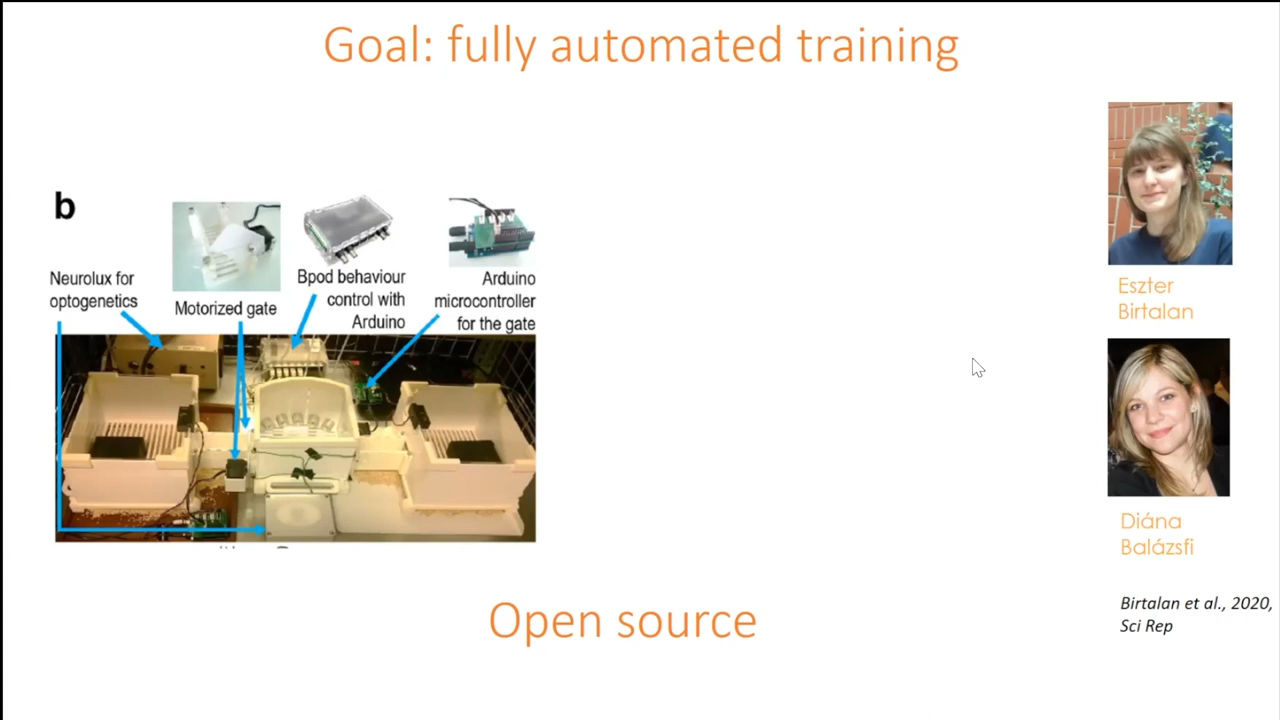 Goal: fully automated training
b
Neurolux for
optogenetics
Motorized gate
Bpod behaviour
control with
Arduino
Arduino
microcontroller
for the gate
Eszter
Birtalan
Diána
Balázsfi
Birtalan et al., 2020,
Sci Rep
Open source